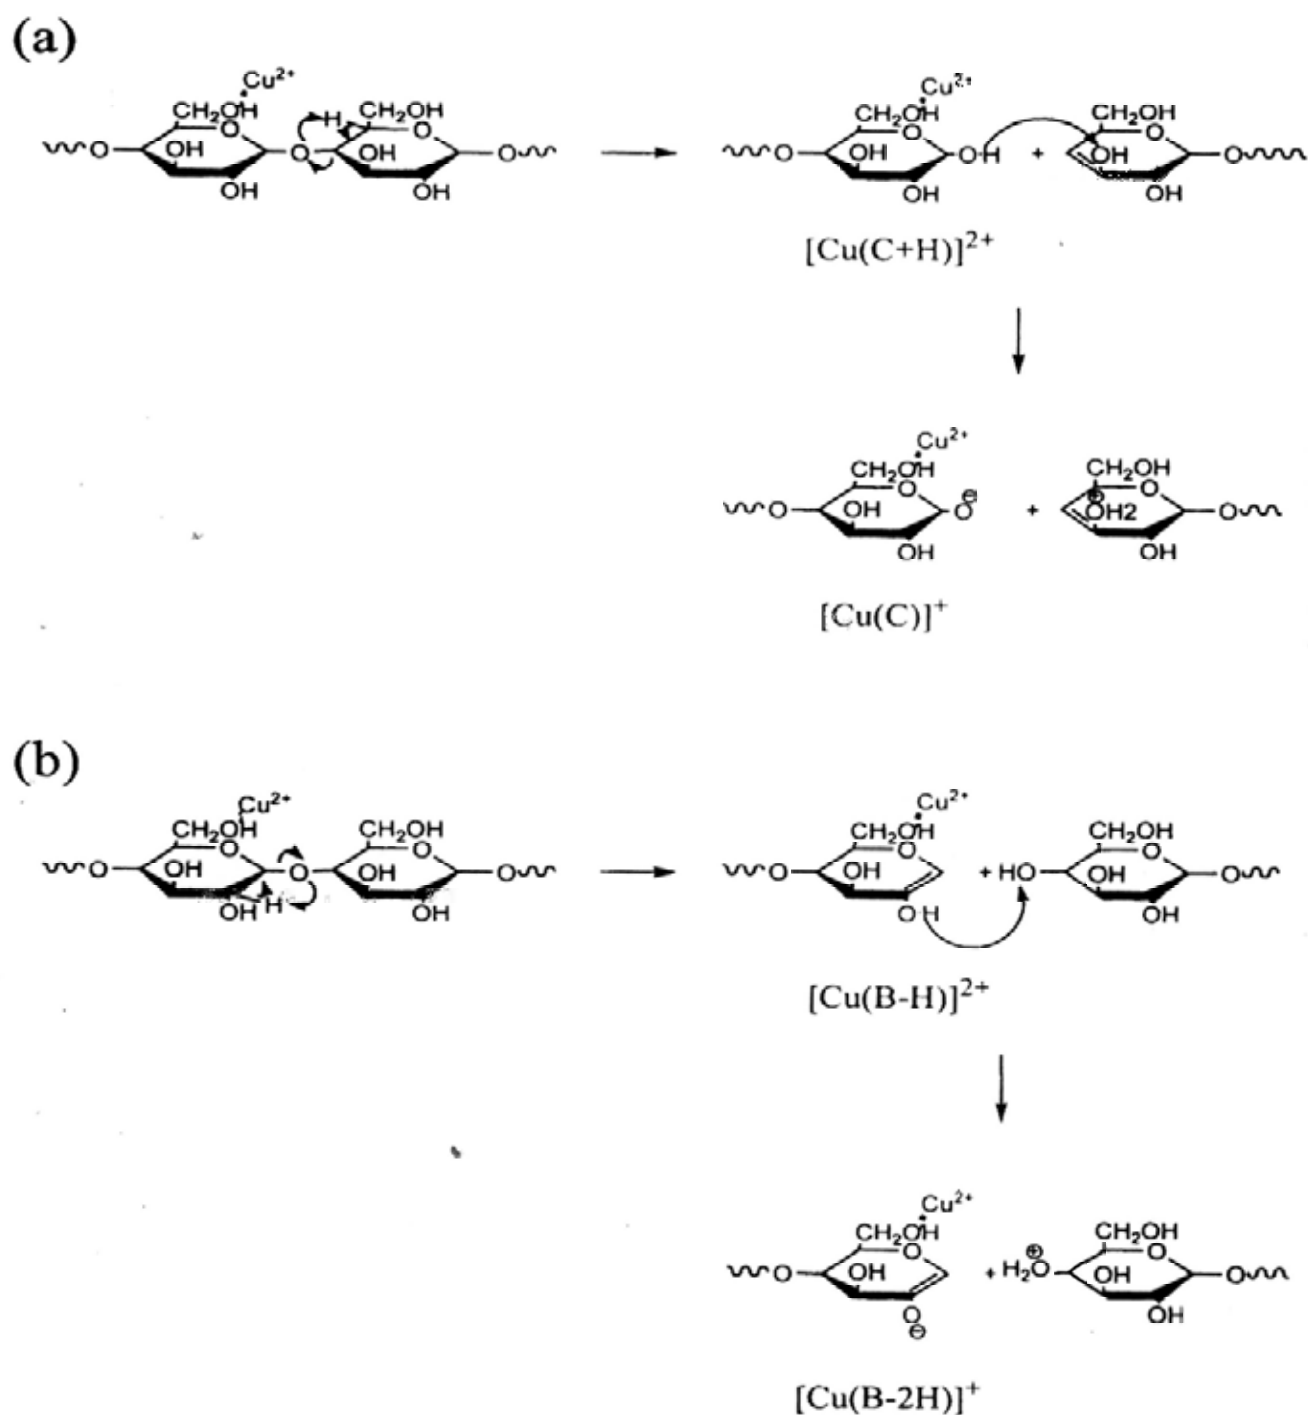 (a)
Cu²⁺ Cu²⁺
CH₂OH H CH₂OH CH₂OH CH₂OH
O O O O
O OH O OH O O OH OH + OH O
OH OH OH OH
[Cu(C+H)]²⁺
Cu²⁺
CH₂OH CH₂OH
O ⊖ O ⊕
O OH O + OH2 O
OH OH
[Cu(C)]⁺
(b)
Cu²⁺ Cu²⁺
CH₂OH CH₂OH CH₂OH CH₂OH
O O O O
O OH O OH O O OH + HO OH O
OH H OH OH OH
[Cu(B-H)]²⁺
Cu²⁺
CH₂OH CH₂OH
O ⊕ O
O OH + H₂O OH O
O OH
⊖
[Cu(B-2H)]⁺